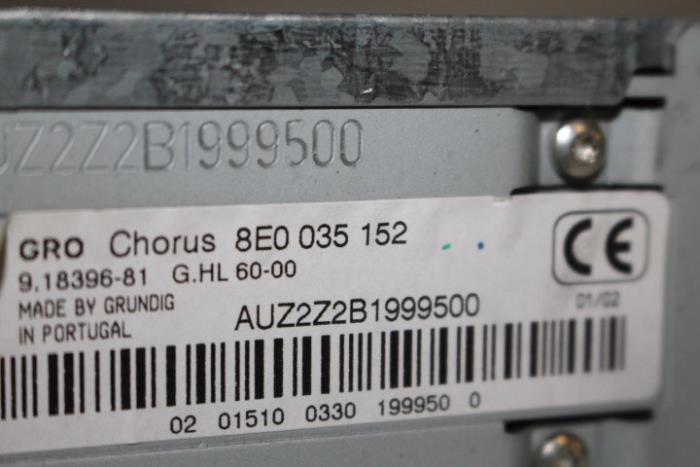 UZ2Z2B1999500
GRO Chorus 8E0 035 152
9.18396-81 G.HL 60-00
MADE BY GRUNDIG
IN PORTUGAL
AUZ2Z2B1999500
CE
01/02
02 01510 0330 199950 0